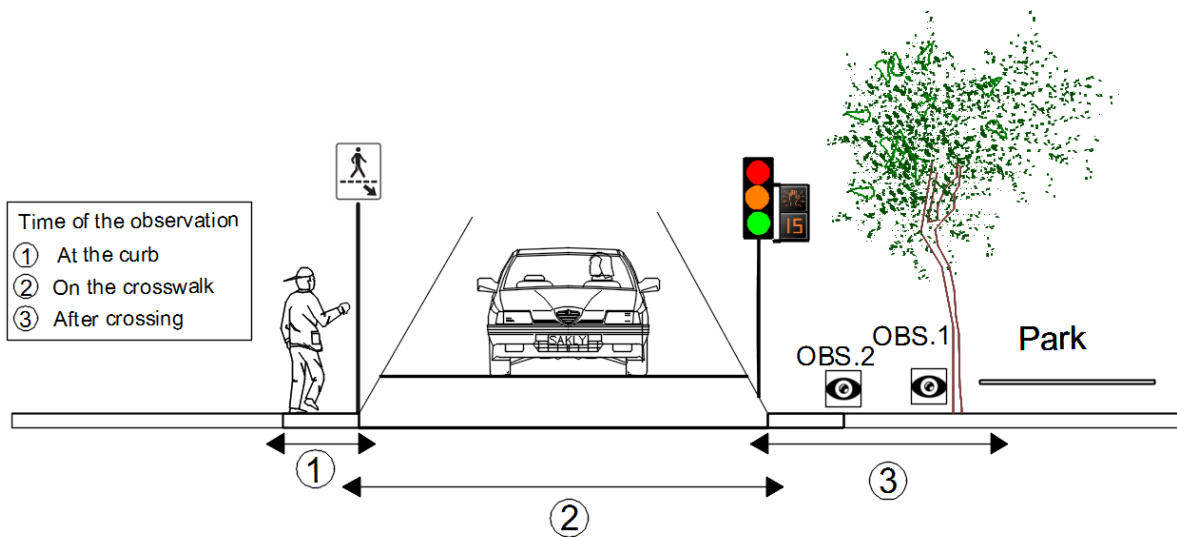 Time of the observation
1 At the curb
2 On the crosswalk
3 After crossing
15
SAKLY
OBS.2
OBS.1
Park
1
2
3